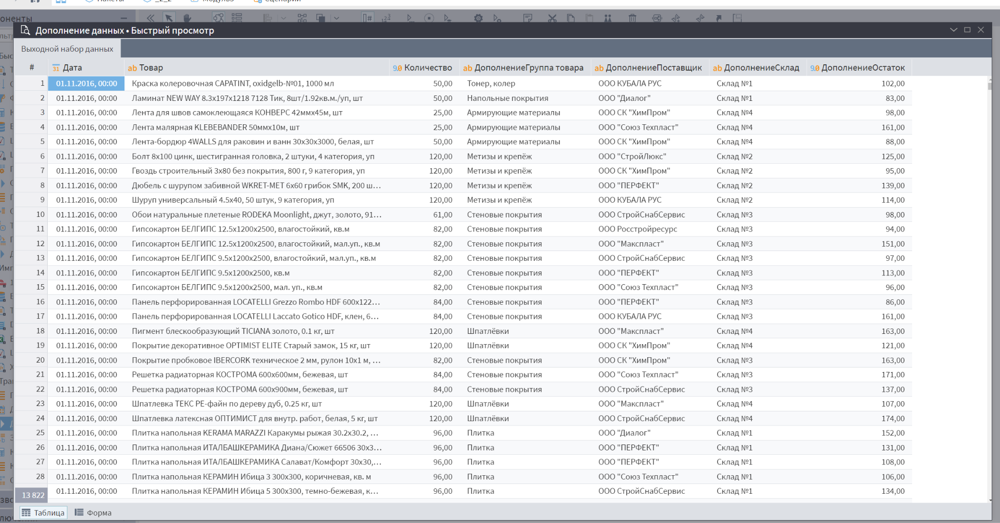 Пакеты _2_2 Модуль3 Сценарии
Дополнение данных • Быстрый просмотр
Выходной набор данных
# 31 Дата ab Товар 9.0 Количество ab ДополнениеГруппа товара ab ДополнениеПоставщик ab ДополнениеСклад 9.0 ДополнениеОстаток
1 01.11.2016, 00:00 Краска колеровочная CAPATINT, oxidgelb-№01, 1000 мл 50,00 Тонер, колер ООО КУБАЛА РУС Склад №1 102,00
2 01.11.2016, 00:00 Ламинат NEW WAY 8.3х197х1218 7128 Тик, 8шт/1.92кв.м./уп, шт 50,00 Напольные покрытия ООО "Диалог" Склад №1 83,00
3 01.11.2016, 00:00 Лента для швов самоклеющаяся КОНВЕРС 42ммх45м, шт 25,00 Армирующие материалы ООО СК "ХимПром" Склад №4 98,00
4 01.11.2016, 00:00 Лента малярная KLEBEBANDER 50ммх10м, шт 25,00 Армирующие материалы ООО "Союз Техпласт" Склад №4 161,00
5 01.11.2016, 00:00 Лента-бордюр 4WALLS для раковин и ванн 30х30х3000, белая, шт 50,00 Армирующие материалы ООО СК "ХимПром" Склад №4 88,00
6 01.11.2016, 00:00 Болт 8х100 цинк, шестигранная головка, 2 штуки, 4 категория, уп 120,00 Метизы и крепёж ООО "СтройЛюкс" Склад №2 125,00
7 01.11.2016, 00:00 Гвоздь строительный 3х80 без покрытия, 800 г, 9 категория, уп 120,00 Метизы и крепёж ООО СК "ХимПром" Склад №2 95,00
8 01.11.2016, 00:00 Дюбель с шурупом забивной WKRET-MET 6х60 грибок SMK, 200 ш... 120,00 Метизы и крепёж ООО "ПЕРФЕКТ" Склад №2 139,00
9 01.11.2016, 00:00 Шуруп универсальный 4.5х40, 50 штук, 9 категория, уп 120,00 Метизы и крепёж ООО КУБАЛА РУС Склад №2 114,00
10 01.11.2016, 00:00 Обои натуральные плетеные RODEKA Moonlight, джут, золото, 91... 61,00 Стеновые покрытия ООО СтройСнабСервис Склад №3 98,00
11 01.11.2016, 00:00 Гипсокартон БЕЛГИПС 12.5х1200х2500, влагостойкий, кв.м 82,00 Стеновые покрытия ООО Росстройресурс Склад №3 94,00
12 01.11.2016, 00:00 Гипсокартон БЕЛГИПС 12.5х1200х2500, влагостойкий, мал.уп., кв.м 82,00 Стеновые покрытия ООО "Макспласт" Склад №3 151,00
13 01.11.2016, 00:00 Гипсокартон БЕЛГИПС 9.5х1200х2500, влагостойкий, мал.уп., кв.м 82,00 Стеновые покрытия ООО СтройСнабСервис Склад №3 97,00
14 01.11.2016, 00:00 Гипсокартон БЕЛГИПС 9.5х1200х2500, кв.м 82,00 Стеновые покрытия ООО "ПЕРФЕКТ" Склад №3 113,00
15 01.11.2016, 00:00 Гипсокартон БЕЛГИПС 9.5х1200х2500, мал. уп., кв.м 82,00 Стеновые покрытия ООО "Союз Техпласт" Склад №3 96,00
16 01.11.2016, 00:00 Панель перфорированная LOCATELLI Grezzo Rombo HDF 600х122... 84,00 Стеновые покрытия ООО "ПЕРФЕКТ" Склад №3 86,00
17 01.11.2016, 00:00 Панель перфорированная LOCATELLI Laccato Gotico HDF, клен, 6... 84,00 Стеновые покрытия ООО КУБАЛА РУС Склад №3 161,00
18 01.11.2016, 00:00 Пигмент блескообразующий TICIANA золото, 0.1 кг, шт 120,00 Шпатлёвки ООО "Макспласт" Склад №4 163,00
19 01.11.2016, 00:00 Покрытие декоративное OPTIMIST ELITE Старый замок, 15 кг, шт 120,00 Шпатлёвки ООО СК "ХимПром" Склад №4 121,00
20 01.11.2016, 00:00 Покрытие пробковое IBERCORK техническое 2 мм, рулон 10х1 м, ... 82,00 Стеновые покрытия ООО СК "ХимПром" Склад №3 163,00
21 01.11.2016, 00:00 Решетка радиаторная КОСТРОМА 600х600мм, бежевая, шт 84,00 Стеновые покрытия ООО "Союз Техпласт" Склад №3 171,00
22 01.11.2016, 00:00 Решетка радиаторная КОСТРОМА 600х900мм, бежевая, шт 84,00 Стеновые покрытия ООО СтройСнабСервис Склад №3 137,00
23 01.11.2016, 00:00 Шпатлевка ТЕКС РЕ-файн по дереву дуб, 0.25 кг, шт 120,00 Шпатлёвки ООО "Макспласт" Склад №4 107,00
24 01.11.2016, 00:00 Шпатлевка латексная ОПТИМИСТ для внутр. работ, белая, 5 кг, шт 120,00 Шпатлёвки ООО СтройСнабСервис Склад №4 174,00
25 01.11.2016, 00:00 Плитка напольная KERAMA MARAZZI Каракумы рыжая 30.2х30.2, ... 96,00 Плитка ООО "Диалог" Склад №1 152,00
26 01.11.2016, 00:00 Плитка напольная ИТАЛБАШКЕРАМИКА Диана/Сюжет 66506 30х3... 96,00 Плитка ООО "ПЕРФЕКТ" Склад №1 131,00
27 01.11.2016, 00:00 Плитка напольная ИТАЛБАШКЕРАМИКА Салават/Комфорт 30х30,... 96,00 Плитка ООО "ПЕРФЕКТ" Склад №1 108,00
28 01.11.2016, 00:00 Плитка напольная КЕРАМИН Ибица 3 300х300, коричневая, кв. м 96,00 Плитка ООО "Союз Техпласт" Склад №1 106,00
13 822 01.11.2016, 00:00 Плитка напольная КЕРАМИН Ибица 5 300х300, темно-бежевая, к... 96,00 Плитка ООО СтройСнабСервис Склад №1 134,00
Таблица Форма